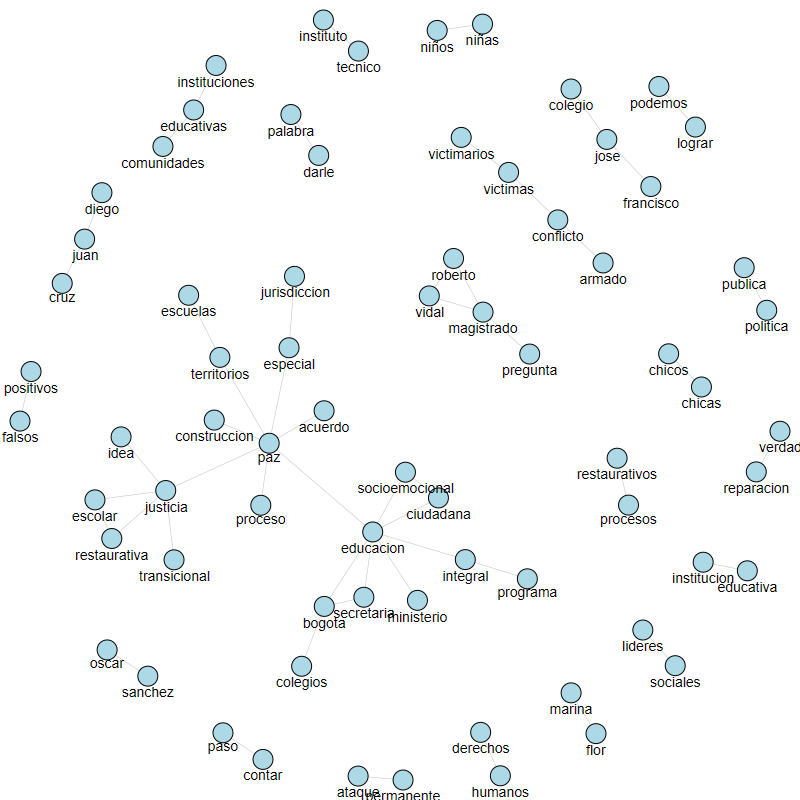 instituto
niños
niñas
tecnico
instituciones
colegio
podemos
educativas
palabra
lograr
comunidades
victimarios
jose
darle
victimas
francisco
diego
conflicto
juan
roberto
armado
publica
cruz
jurisdiccion
escuelas
vidal
magistrado
politica
especial
territorios
pregunta
chicos
positivos
chicas
falsos
construccion
acuerdo
idea
paz
verdad
socioemocional
restaurativos
reparacion
escolar
justicia
proceso
ciudadana
procesos
restaurativa
educacion
transicional
integral
programa
institucion
educativa
bogota
secretaria
ministerio
lideres
oscar
colegios
sociales
sanchez
marina
paso
derechos
flor
contar
ataque
permanente
humanos